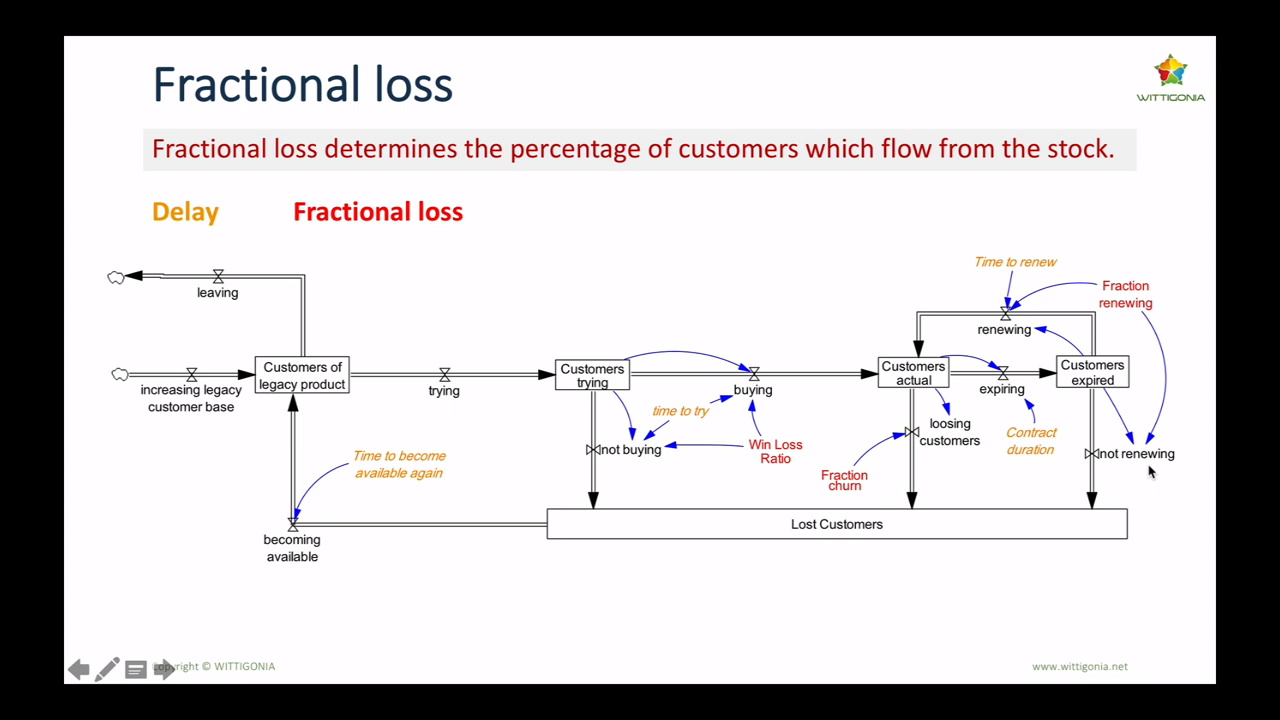 Fractional loss
WITTIGONIA
Fractional loss determines the percentage of customers which flow from the stock.
Delay
Fractional loss
leaving
Time to renew
Fraction
renewing
renewing
Customers of
legacy product
increasing legacy
customer base
trying
Customers
trying
buying
Customers
actual
expiring
Customers
expired
time to try
not buying
Win Loss
Ratio
loosing
customers
Contract
duration
Fraction
churn
not renewing
Time to become
available again
Lost Customers
becoming
available
Copyright © WITTIGONIA
www.wittigonia.net